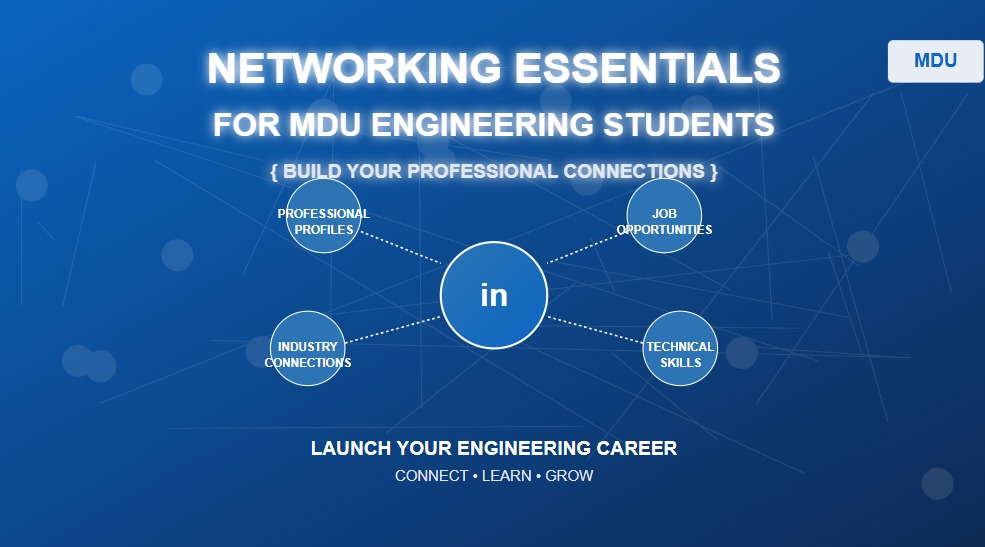 NETWORKING ESSENTIALS
MDU
FOR MDU ENGINEERING STUDENTS
{ BUILD YOUR PROFESSIONAL CONNECTIONS }
PROFESSIONAL
PROFILES
JOB
OPPORTUNITIES
in
INDUSTRY
CONNECTIONS
TECHNICAL
SKILLS
LAUNCH YOUR ENGINEERING CAREER
CONNECT • LEARN • GROW